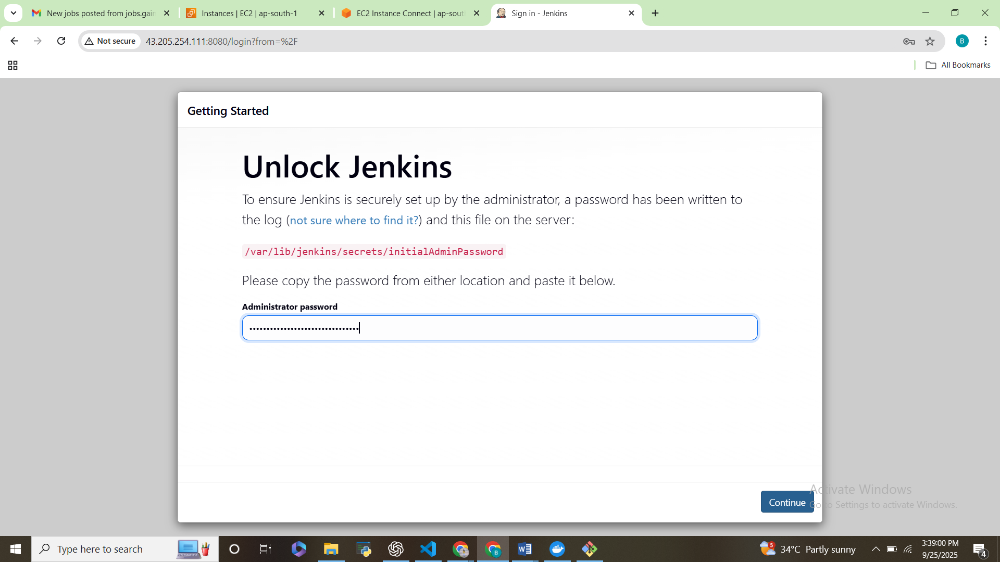 New jobs posted from jobs.gain
Instances | EC2 | ap-south-1
EC2 Instance Connect | ap-sout
Sign in - Jenkins
Not secure
43.205.254.111:8080/login?from=%2F
B
All Bookmarks
Getting Started
Unlock Jenkins
To ensure Jenkins is securely set up by the administrator, a password has been written to
the log (not sure where to find it?) and this file on the server:
/var/lib/jenkins/secrets/initialAdminPassword
Please copy the password from either location and paste it below.
Administrator password
••••••••••••••••••••••••••••••••
Continue
Activate Windows
Go to Settings to activate Windows.
Type here to search
5
34°C Partly sunny
3:39:00 PM
9/25/2025
4